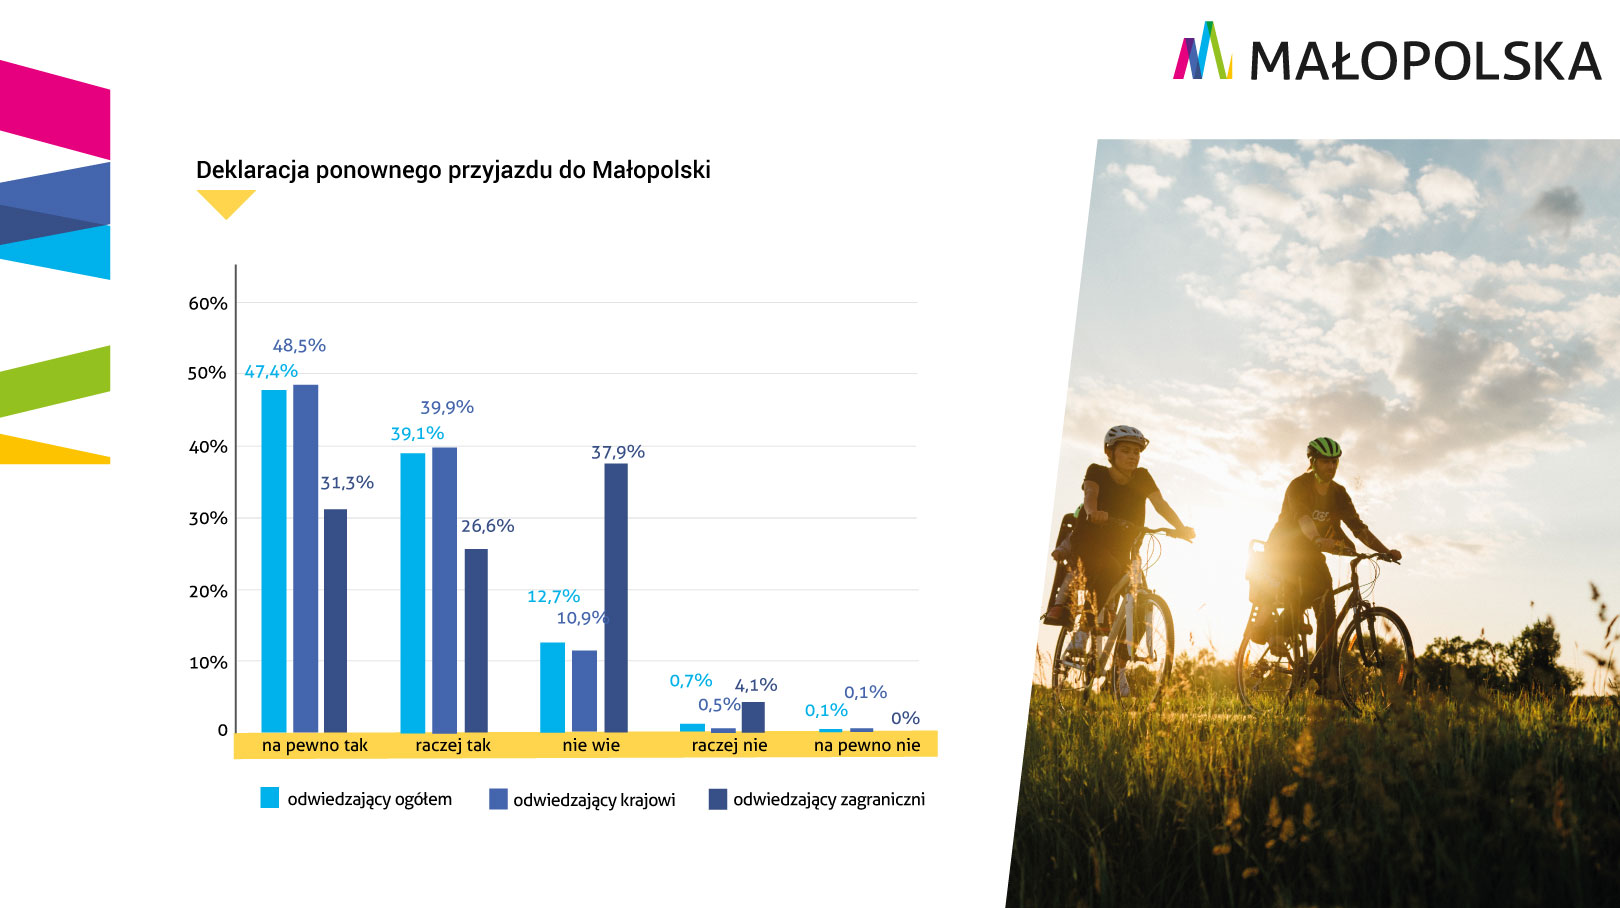 MAŁOPOLSKA
Deklaracja ponownego przyjazdu do Małopolski
60%
50%
40%
30%
20%
10%
0
47,4%
48,5%
31,3%
39,1%
39,9%
26,6%
12,7%
10,9%
37,9%
0,7%
0,5%
4,1%
0,1%
0,1%
0%
na pewno tak
raczej tak
nie wie
raczej nie
na pewno nie
odwiedzający ogółem
odwiedzający krajowi
odwiedzający zagraniczni